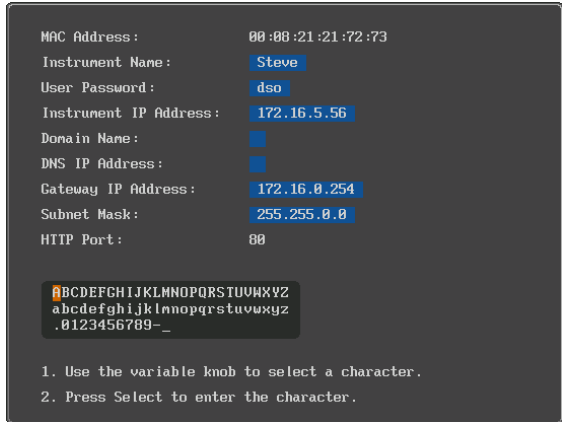 MAC Address: 00:08:21:21:72:73
Instrument Name: Steve
User Password: dso
Instrument IP Address: 172.16.5.56
Domain Name:
DNS IP Address:
Gateway IP Address: 172.16.0.254
Subnet Mask: 255.255.0.0
HTTP Port: 80
ABCDEFGHIJKLMNOPQRSTUVWXYZ
abcdefghijklmnopqrstuvwxyz
.0123456789-_
1. Use the variable knob to select a character.
2. Press Select to enter the character.